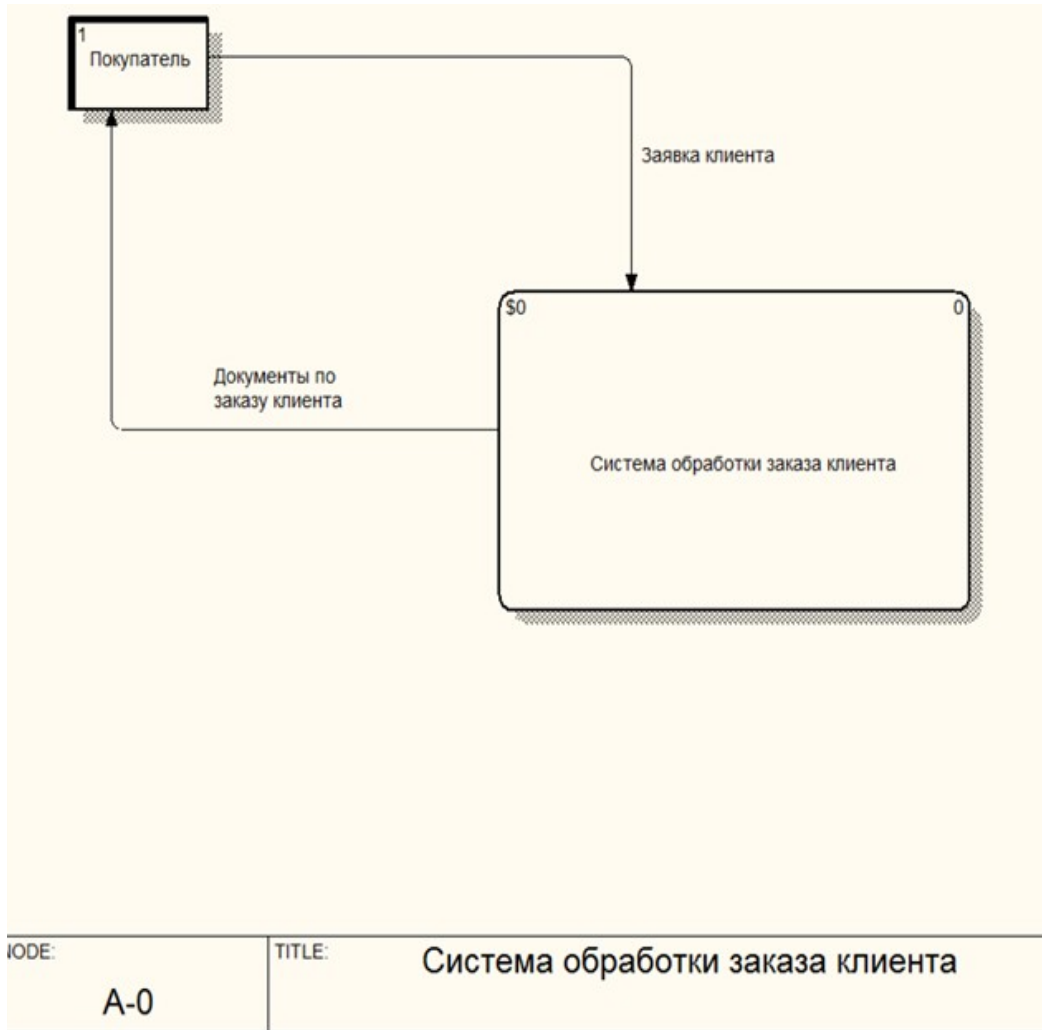 1
Покупатель
Заявка клиента
$0
0
Документы по
заказу клиента
Система обработки заказа клиента
NODE:
TITLE:
Система обработки заказа клиента
A-0